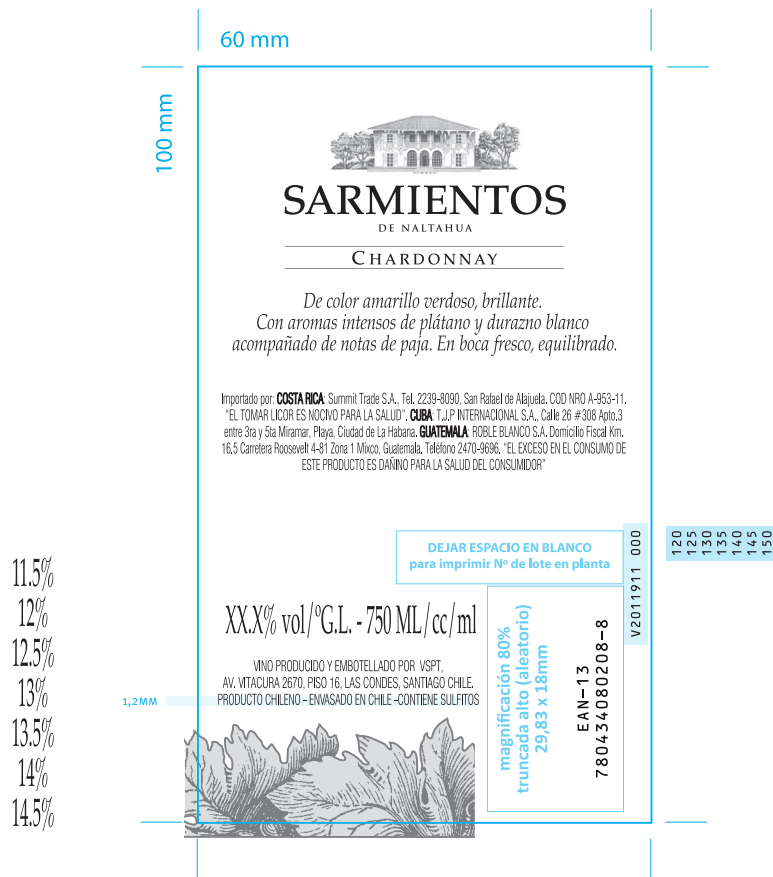 60 mm
100 mm
SARMIENTOS
DE NALTAHUA
CHARDONNAY
De color amarillo verdoso, brillante.
Con aromas intensos de plátano y durazno blanco
acompañado de notas de paja. En boca fresco, equilibrado.
Importado por: COSTA RICA: Summit Trade S.A., Tel. 2239-8090, San Rafael de Alajuela. COD NRO A-953-11.
“EL TOMAR LICOR ES NOCIVO PARA LA SALUD”. CUBA: T.J.P INTERNACIONAL S.A., Calle 26 #308 Apto.3
entre 3ra y 5ta Miramar, Playa, Ciudad de La Habana. GUATEMALA: ROBLE BLANCO S.A. Domicilio Fiscal Km.
16.5 Carretera Roosevelt 4-81 Zona 1 Mixco, Guatemala. Teléfono 2470-9696. “EL EXCESO EN EL CONSUMO DE
ESTE PRODUCTO ES DAÑINO PARA LA SALUD DEL CONSUMIDOR”
DEJAR ESPACIO EN BLANCO
para imprimir Nº de lote en planta
V2011911 000
120
125
130
135
140
145
150
11.5%
12%
12.5%
13%
13.5%
14%
14.5%
XX.X% vol/°G.L. - 750 ML/cc/ml
VINO PRODUCIDO Y EMBOTELLADO POR VSPT,
AV. VITACURA 2670, PISO 16, LAS CONDES, SANTIAGO CHILE.
PRODUCTO CHILENO – ENVASADO EN CHILE –CONTIENE SULFITOS
1,2MM
magnificación 80%
truncada alto (aleatorio)
29,83 x 18mm
EAN-13
780434080208-8